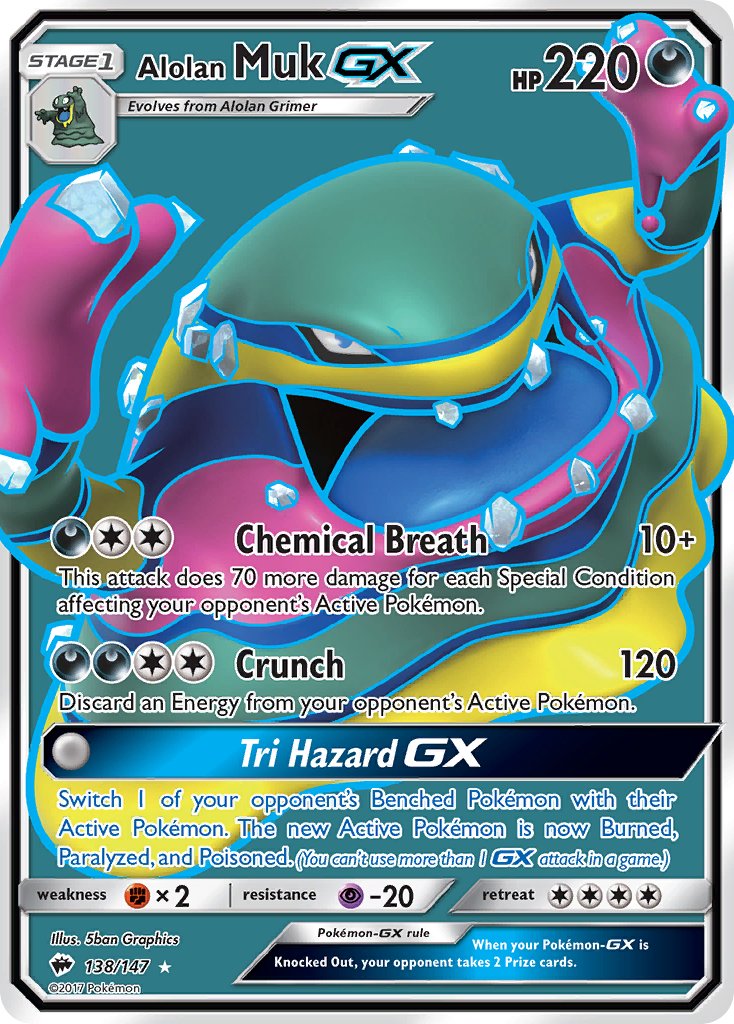 STAGE 1
Alolan Muk GX
HP 220
Evolves from Alolan Grimer
Chemical Breath 10+
This attack does 70 more damage for each Special Condition
affecting your opponent's Active Pokémon.
Crunch 120
Discard an Energy from your opponent's Active Pokémon.
Tri Hazard GX
Switch 1 of your opponent's Benched Pokémon with their
Active Pokémon. The new Active Pokémon is now Burned,
Paralyzed, and Poisoned. (You can't use more than 1 GX attack in a game.)
weakness × 2 resistance -20 retreat
Illus. 5ban Graphics
Pokémon-GX rule
When your Pokémon-GX is
Knocked Out, your opponent takes 2 Prize cards.
138/147
©2017 Pokémon